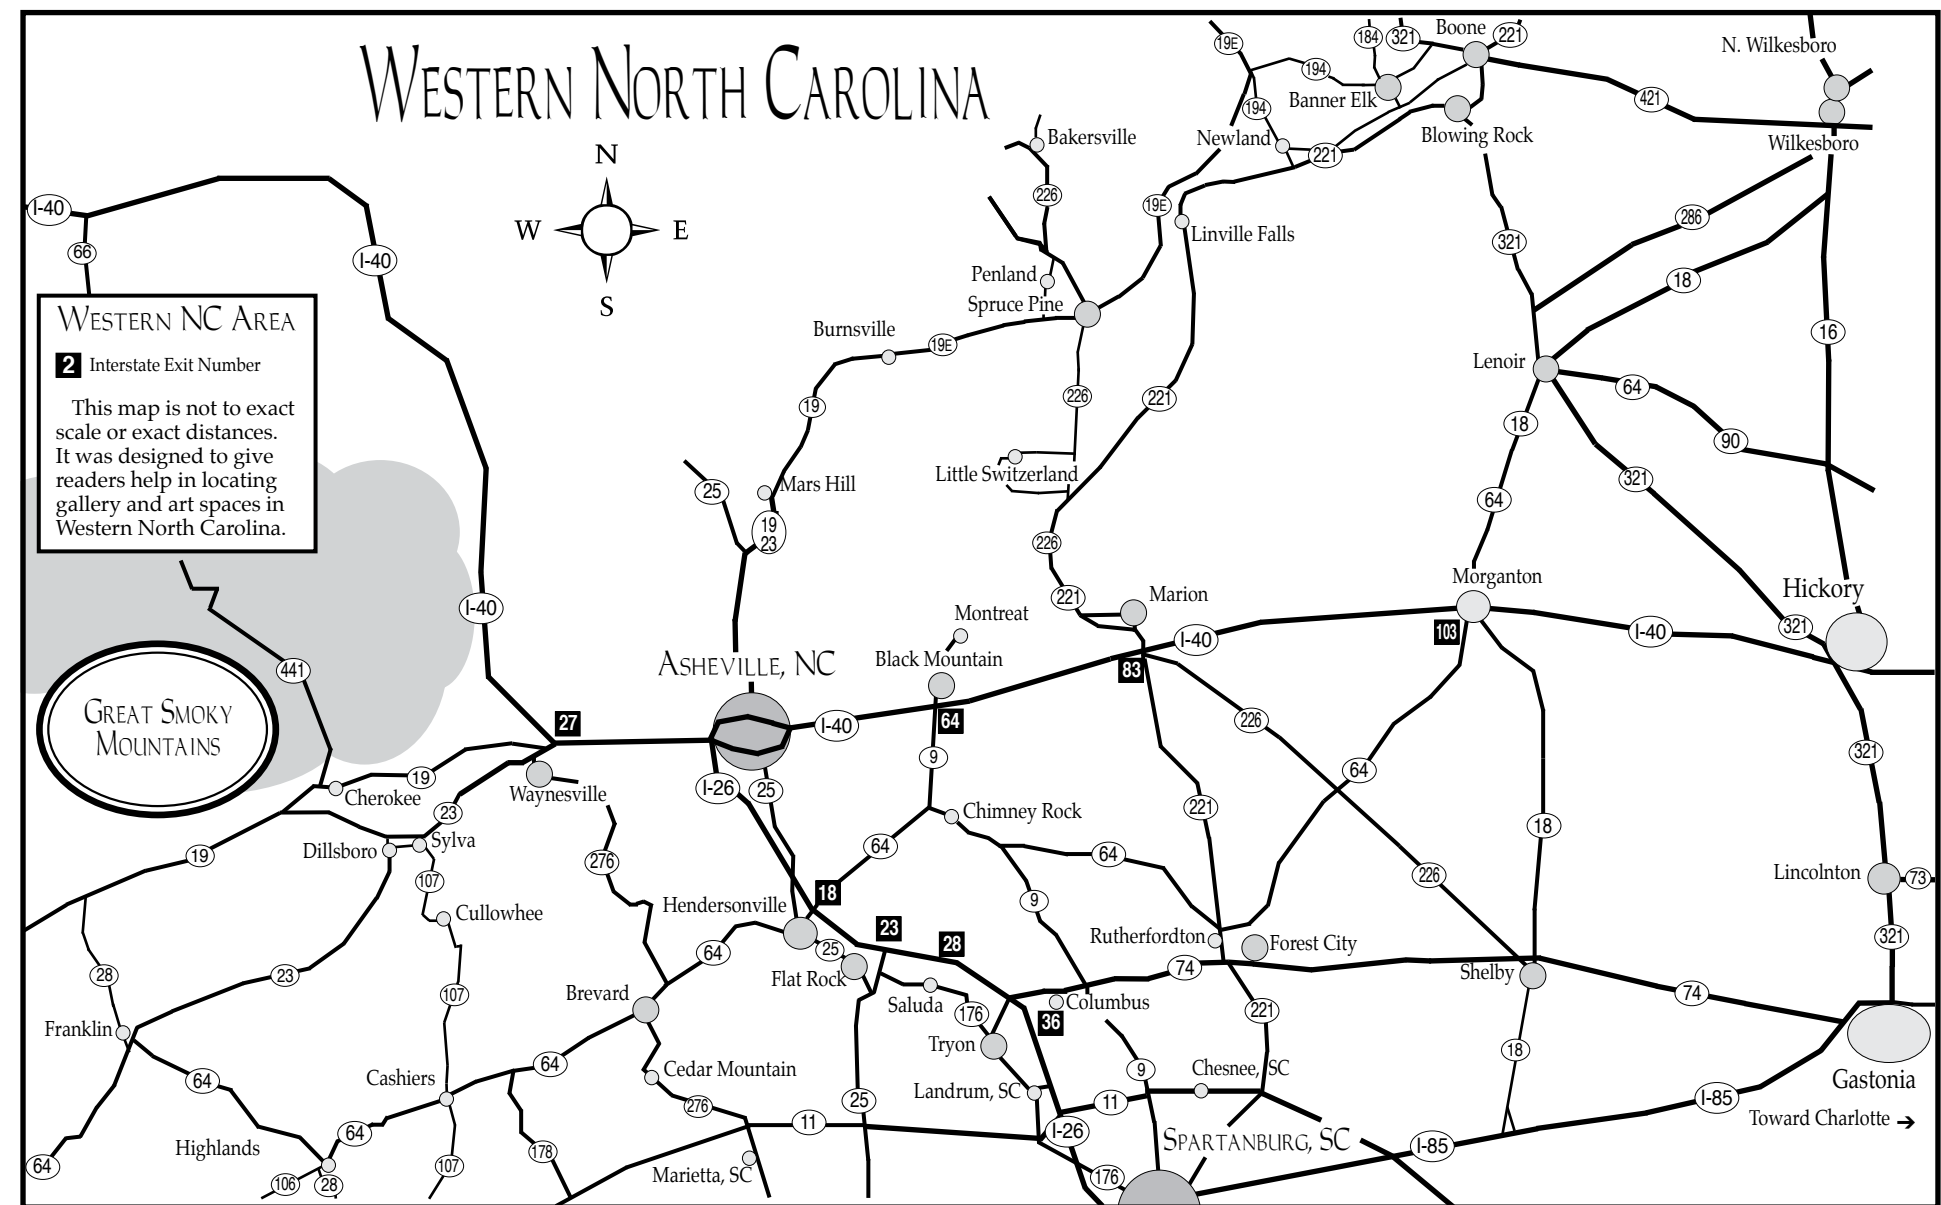 WESTERN NORTH CAROLINA
N
W
E
S
19E
184
321
Boone
221
N. Wilkesboro
194
Banner Elk
421
194
Newland
221
Blowing Rock
Wilkesboro
Bakersville
226
19E
Linville Falls
321
286
18
16
I-40
66
I-40
Penland
Spruce Pine
Burnsville
19E
19
226
221
Lenoir
64
18
90
321
64
WESTERN NC AREA
2 Interstate Exit Number
This map is not to exact
scale or exact distances.
It was designed to give
readers help in locating
gallery and art spaces in
Western North Carolina.
Little Switzerland
25
Mars Hill
19
23
226
221
Marion
Morganton
Hickory
I-40
Montreat
Black Mountain
I-40
103
I-40
321
ASHEVILLE, NC
83
441
GREAT SMOKY
MOUNTAINS
27
I-40
64
226
321
9
64
I-26
25
19
Cherokee
Waynesville
23
221
Chimney Rock
18
Dillsboro
Sylva
19
276
64
64
107
226
Lincolnton
73
18
9
Hendersonville
Cullowhee
23
28
321
Rutherfordton
Forest City
64
25
28
23
Flat Rock
74
Shelby
74
107
Brevard
Saluda
Columbus
176
36
221
Franklin
Tryon
18
64
64
Cashiers
Cedar Mountain
9
Chesnee, SC
Landrum, SC
Gastonia
276
25
11
I-85
11
Toward Charlotte ➔
64
I-26
SPARTANBURG, SC
I-85
Highlands
178
64
107
Marietta, SC
176
106
28